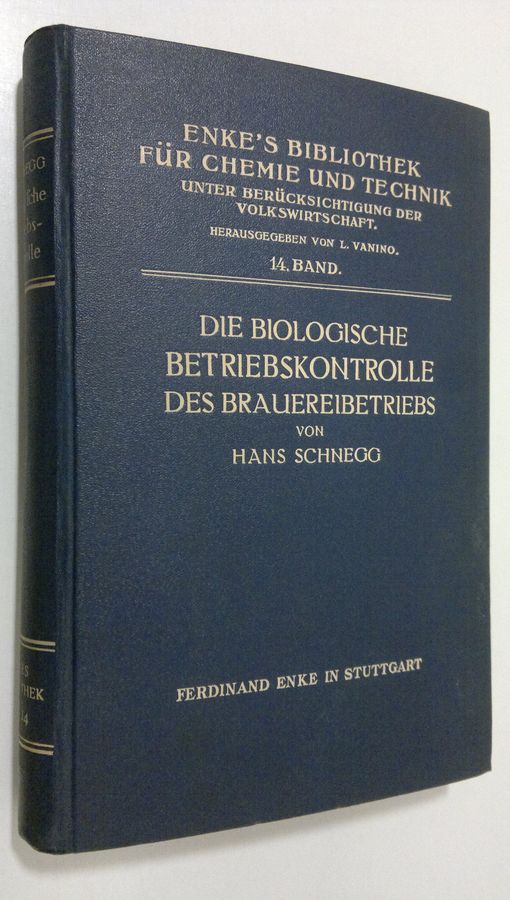 ENKE'S BIBLIOTHEK
FÜR CHEMIE UND TECHNIK
UNTER BERÜCKSICHTIGUNG DER
VOLKSWIRTSCHAFT.
HERAUSGEGEBEN VON L. VANINO.
14. BAND.
DIE BIOLOGISCHE
BETRIEBSKONTROLLE
DES BRAUEREIBETRIEBS
VON
HANS SCHNEGG
FERDINAND ENKE IN STUTTGART